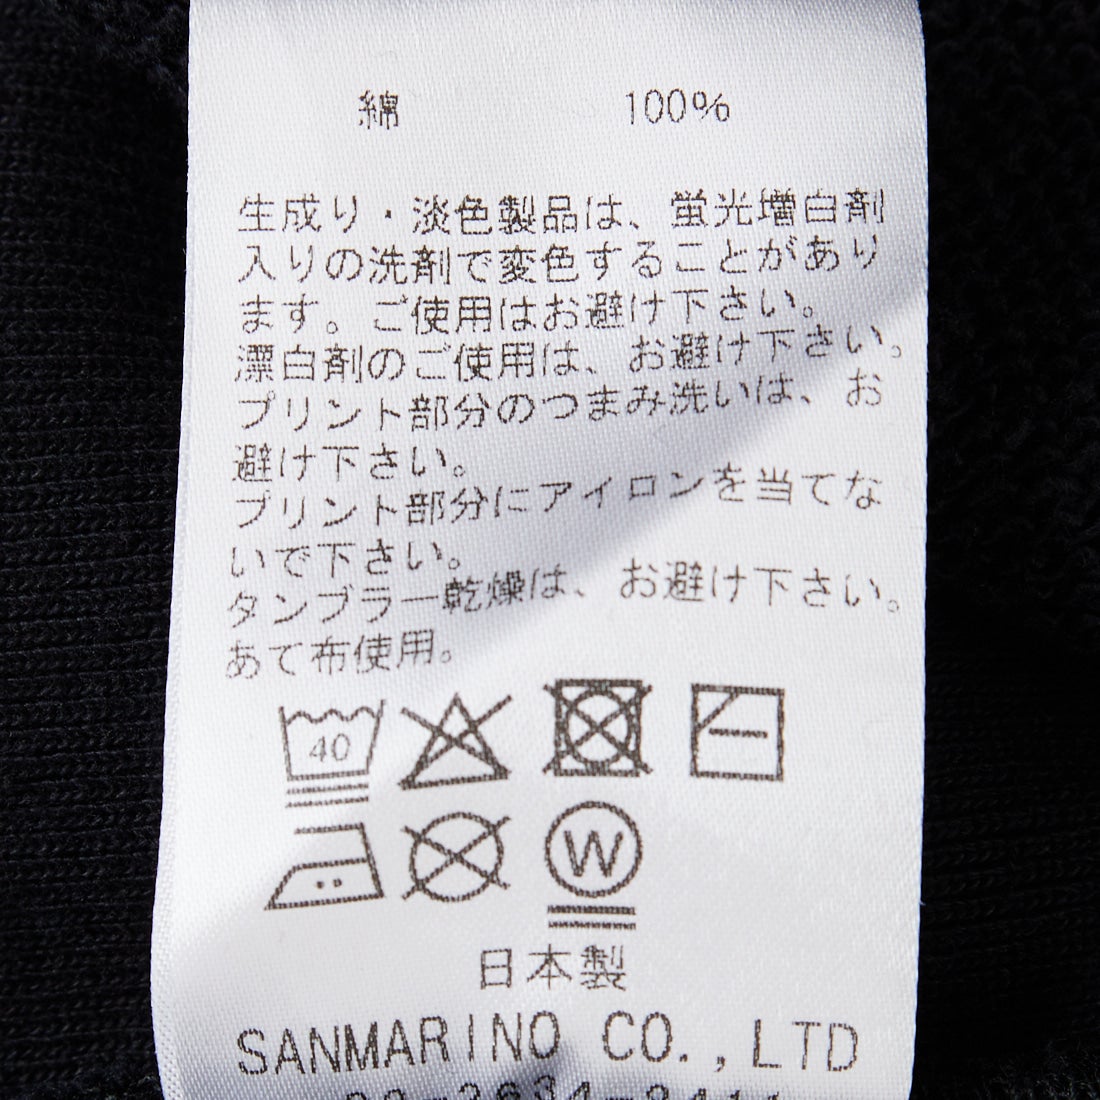 綿 100%
生成り・淡色製品は、蛍光増白剤
入りの洗剤で変色することがあり
ます。ご使用はお避け下さい。
漂白剤のご使用は、お避け下さい。
プリント部分のつまみ洗いは、お
避け下さい。
プリント部分にアイロンを当てな
いで下さい。
タンブラー乾燥は、お避け下さい。
あて布使用。
40
W
日本製
SANMARINO CO.,LTD